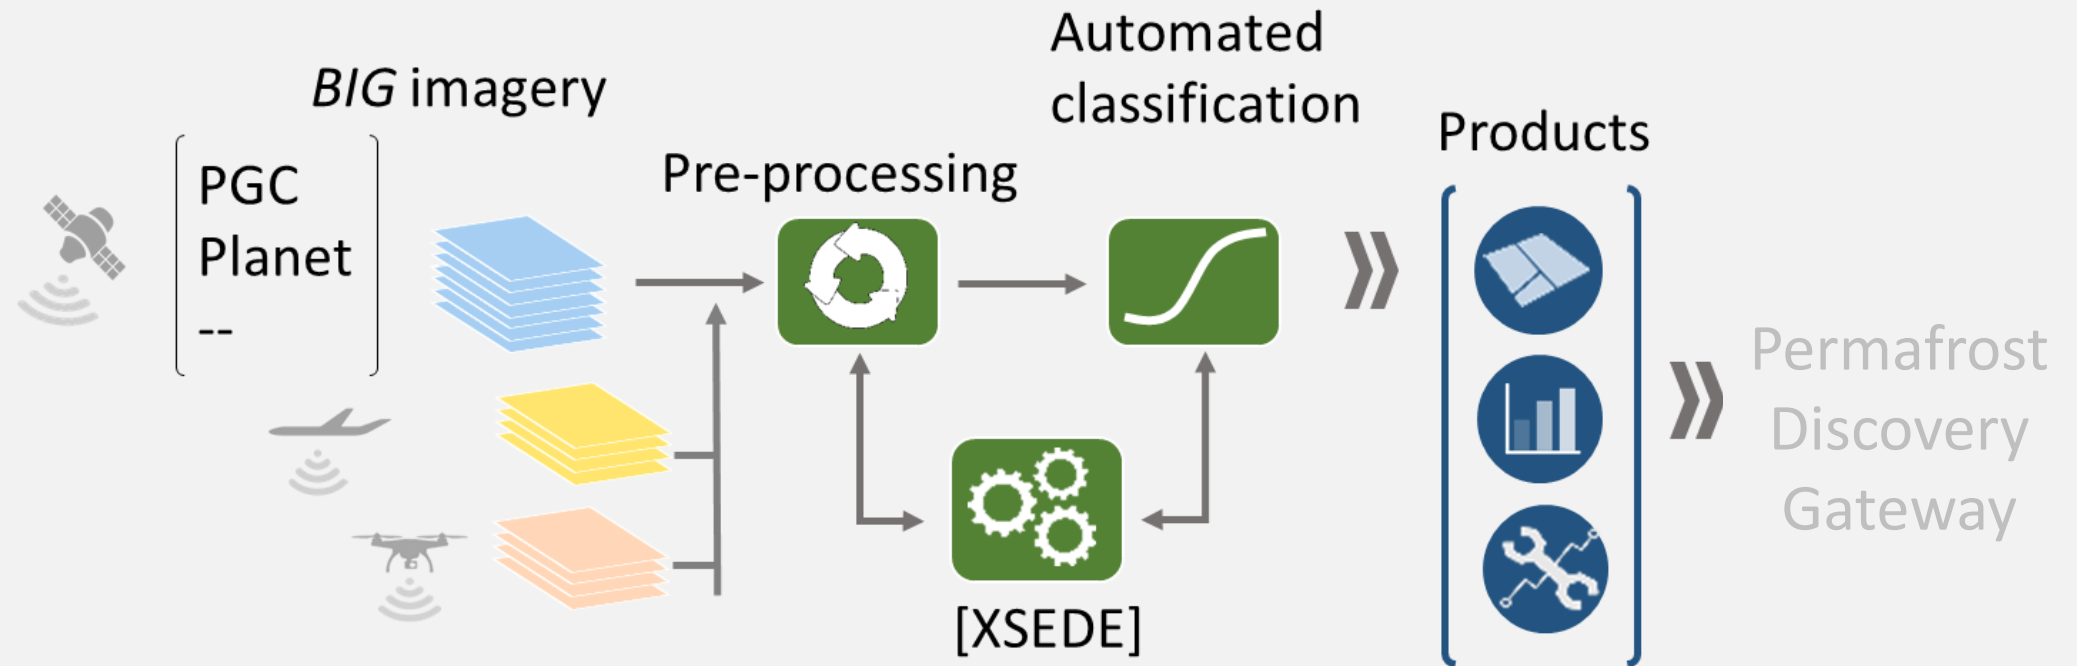 BIG imagery
PGC
Planet
--
Pre-processing
Automated
classification
[XSEDE]
Products
Permafrost
Discovery
Gateway